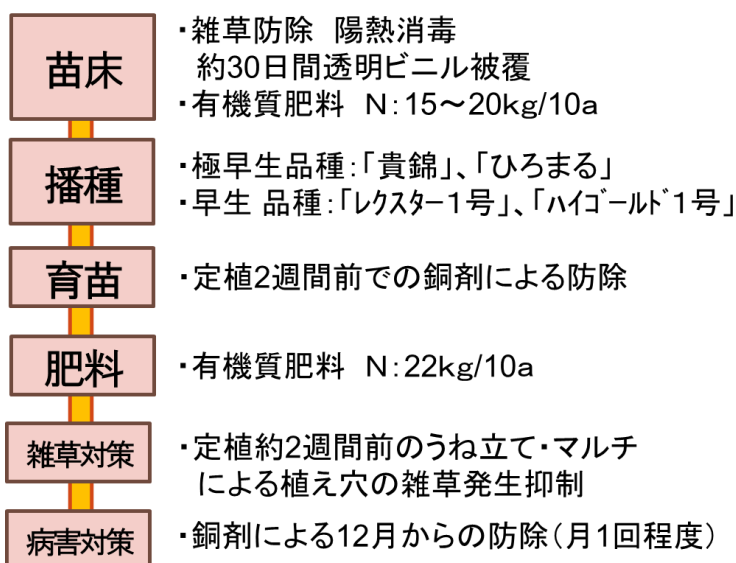 苗床
・雑草防除 陽熱消毒
約30日間透明ビニル被覆
・有機質肥料 N:15～20kg/10a
播種
・極早生品種:「貴錦」、「ひろまる」
・早生 品種:「レクスター1号」、「ハイゴールド1号」
育苗
・定植2週間前での銅剤による防除
肥料
・有機質肥料 N:22kg/10a
雑草対策
・定植約2週間前のうね立て・マルチ
による植え穴の雑草発生抑制
病害対策
・銅剤による12月からの防除(月1回程度)